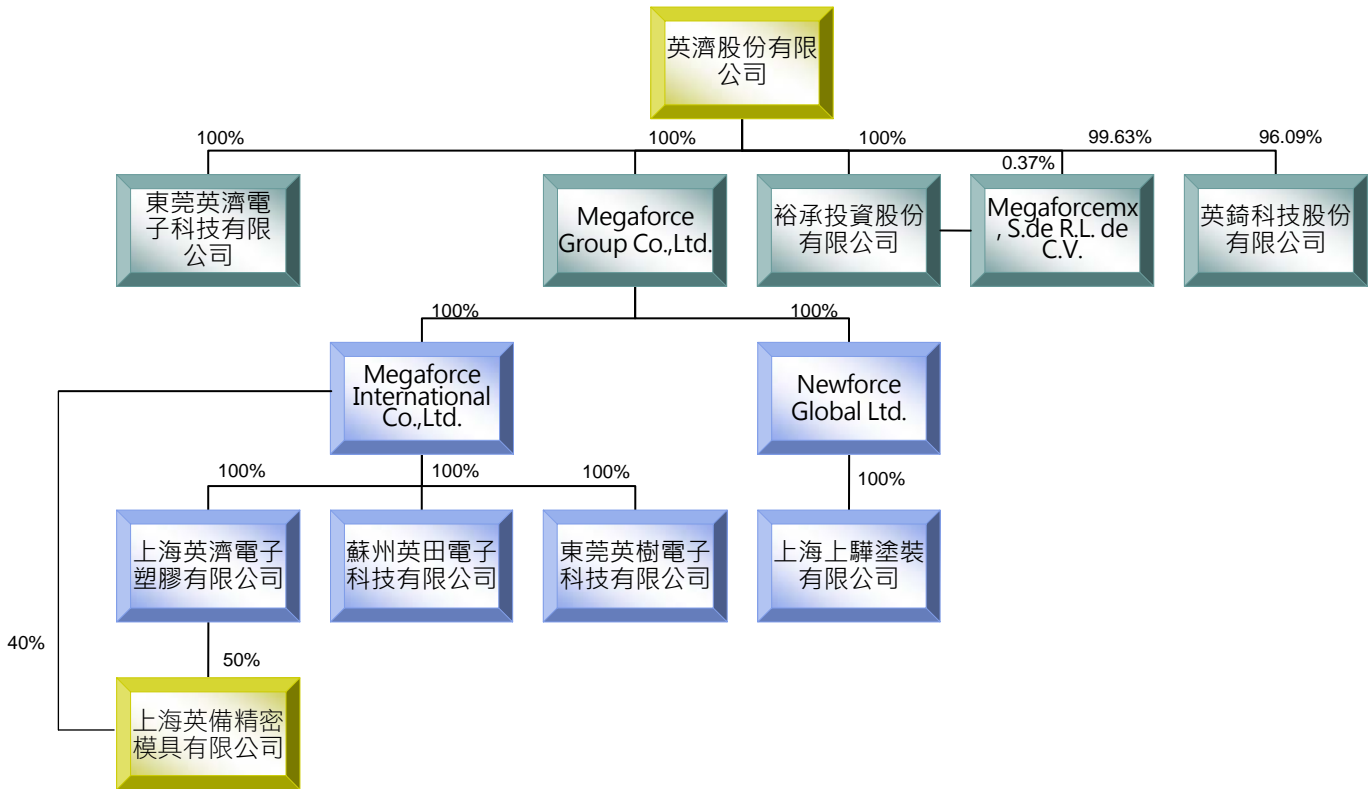 英濟股份有限
公司
100%
100%
100%
99.63%
96.09%
0.37%
東莞英濟電
子科技有限
公司
Megaforce
Group Co.,Ltd.
裕承投資股份
有限公司
Megaforcemx
, S.de R.L. de
C.V.
英錡科技股份
有限公司
100%
100%
Megaforce
International
Co.,Ltd.
Newforce
Global Ltd.
100%
100%
100%
100%
上海英濟電子
塑膠有限公司
蘇州英田電子
科技有限公司
東莞英樹電子
科技有限公司
上海上驊塗裝
有限公司
40%
50%
上海英備精密
模具有限公司